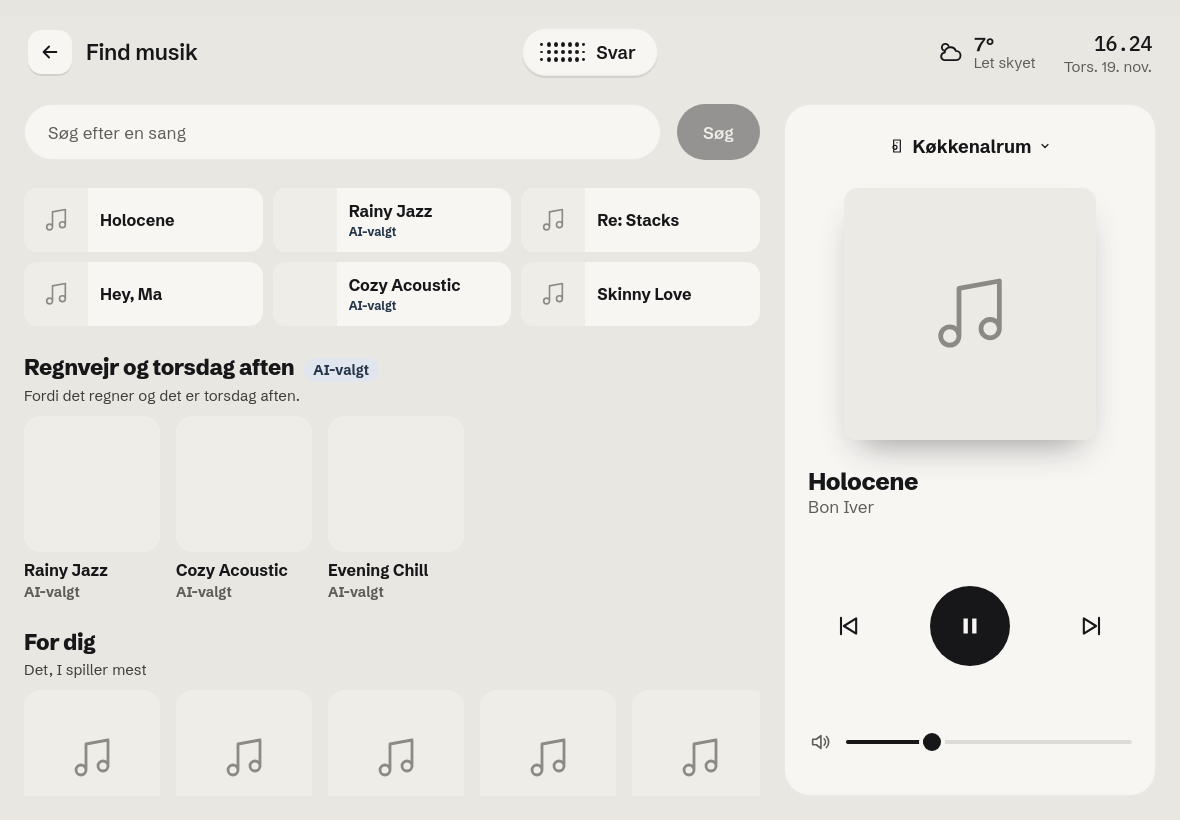 Find musik
Svar
7°
Let skyet
16.24
Tors. 19. nov.
Søg efter en sang
Søg
Holocene
Rainy Jazz
AI-valgt
Re: Stacks
Hey, Ma
Cozy Acoustic
AI-valgt
Skinny Love
Regnvejr og torsdag aften
AI-valgt
Fordi det regner og det er torsdag aften.
Rainy Jazz
AI-valgt
Cozy Acoustic
AI-valgt
Evening Chill
AI-valgt
For dig
Det, I spiller mest
Køkkenalrum
Holocene
Bon Iver